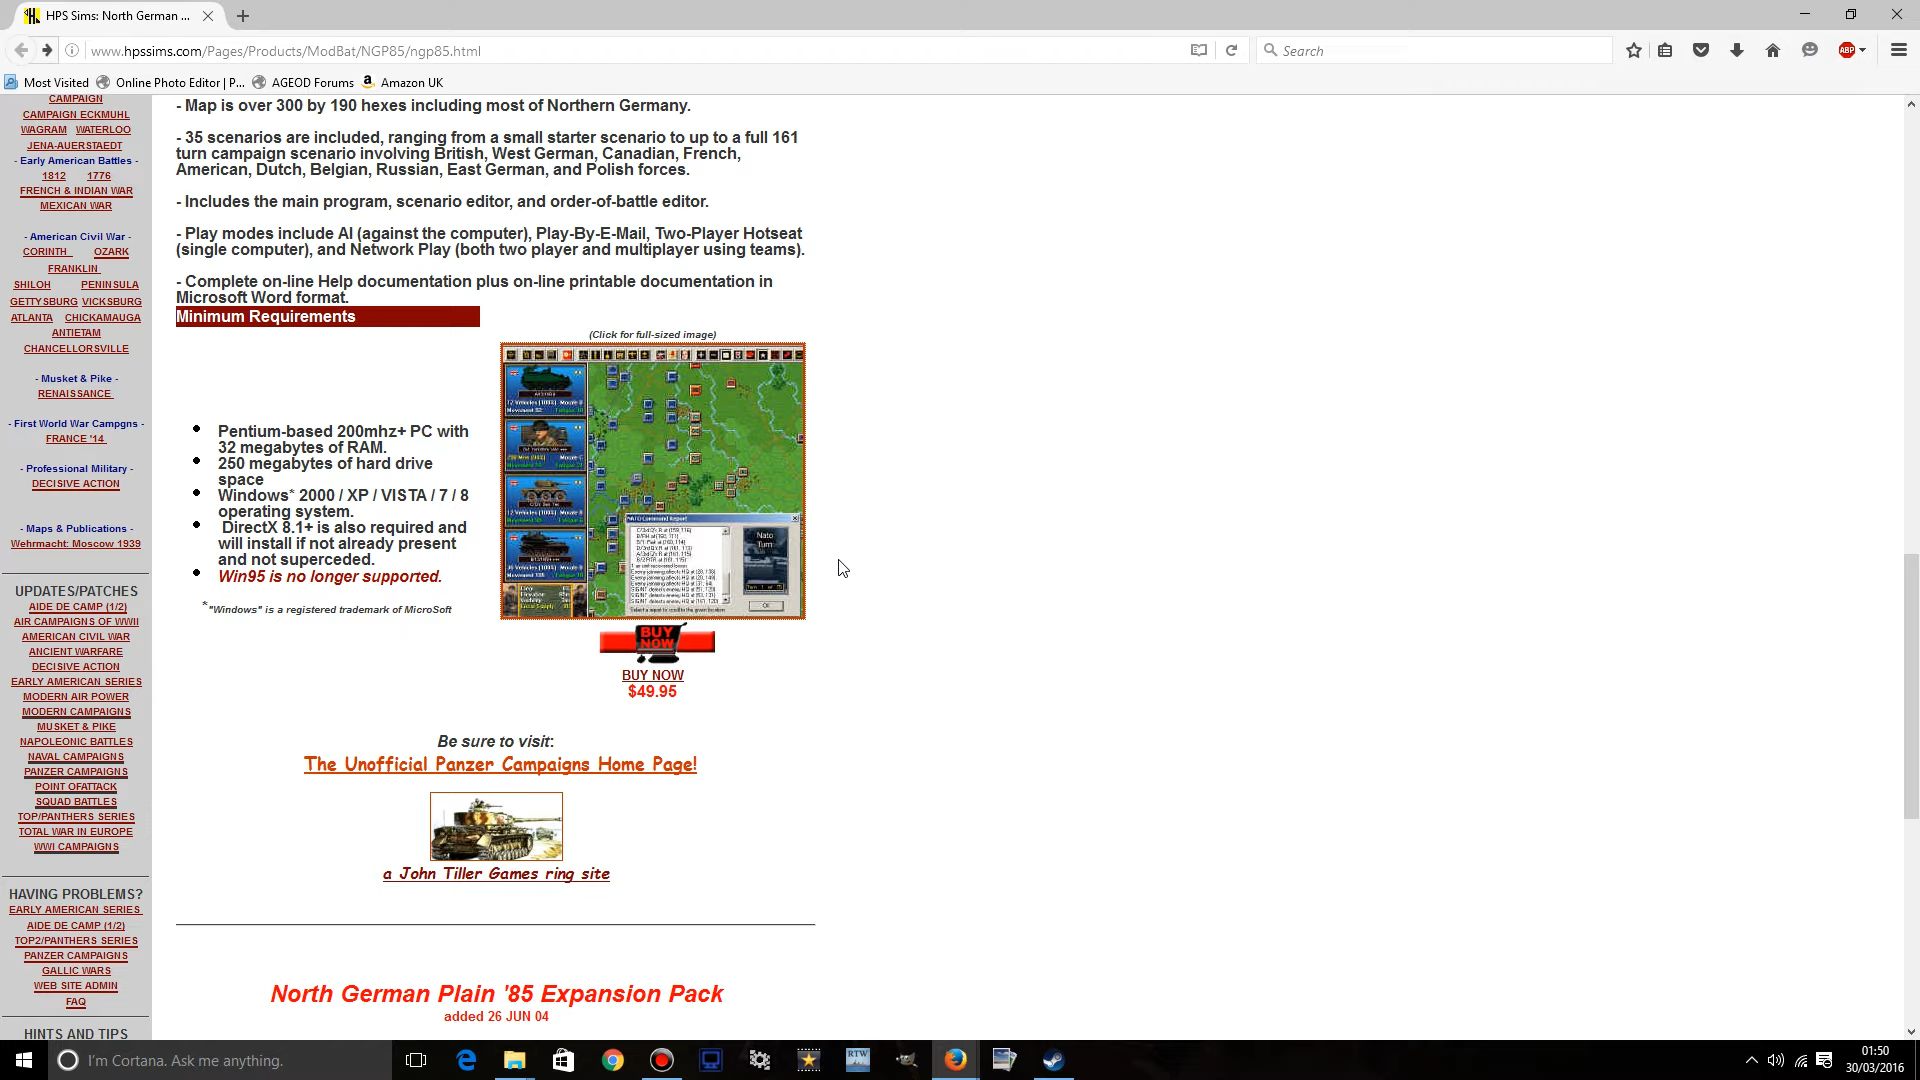 HPS Sims: North German ...
www.hpssims.com/Pages/Products/ModBat/NGP85/ngp85.html
Search
ABP
Most Visited
Online Photo Editor | P...
AGEOD Forums
Amazon UK
CAMPAIGN
CAMPAIGN ECKMUHL
WAGRAM WATERLOO
JENA-AUERSTAEDT
- Early American Battles -
1812 1776
FRENCH & INDIAN WAR
MEXICAN WAR
- American Civil War -
CORINTH OZARK
FRANKLIN
SHILOH PENINSULA
GETTYSBURG VICKSBURG
ATLANTA CHICKAMAUGA
ANTIETAM
CHANCELLORSVILLE
- Musket & Pike -
RENAISSANCE
- First World War Campgns -
FRANCE '14
- Professional Military -
DECISIVE ACTION
- Maps & Publications -
Wehrmacht: Moscow 1939
UPDATES/PATCHES
AIDE DE CAMP (1/2)
AIR CAMPAIGNS OF WWII
AMERICAN CIVIL WAR
ANCIENT WARFARE
DECISIVE ACTION
EARLY AMERICAN SERIES
MODERN AIR POWER
MODERN CAMPAIGNS
MUSKET & PIKE
NAPOLEONIC BATTLES
NAVAL CAMPAIGNS
PANZER CAMPAIGNS
POINT OFATTACK
SQUAD BATTLES
TOP/PANTHERS SERIES
TOTAL WAR IN EUROPE
WWI CAMPAIGNS
HAVING PROBLEMS?
EARLY AMERICAN SERIES
AIDE DE CAMP (1/2)
TOP2/PANTHERS SERIES
PANZER CAMPAIGNS
GALLIC WARS
WEB SITE ADMIN
FAQ
HINTS AND TIPS
- Map is over 300 by 190 hexes including most of Northern Germany.
- 35 scenarios are included, ranging from a small starter scenario to up to a full 161
turn campaign scenario involving British, West German, Canadian, French,
American, Dutch, Belgian, Russian, East German, and Polish forces.
- Includes the main program, scenario editor, and order-of-battle editor.
- Play modes include AI (against the computer), Play-By-E-Mail, Two-Player Hotseat
(single computer), and Network Play (both two player and multiplayer using teams).
- Complete on-line Help documentation plus on-line printable documentation in
Microsoft Word format.
Minimum Requirements
• Pentium-based 200mhz+ PC with
32 megabytes of RAM.
• 250 megabytes of hard drive
space
• Windows* 2000 / XP / VISTA / 7 / 8
operating system.
• DirectX 8.1+ is also required and
will install if not already present
and not superceded.
• Win95 is no longer supported.
*"Windows" is a registered trademark of MicroSoft
(Click for full-sized image)
NATO Command Report
Nato
Turn
OK
BUY
NOW
BUY NOW
$49.95
Be sure to visit:
The Unofficial Panzer Campaigns Home Page!
a John Tiller Games ring site
North German Plain '85 Expansion Pack
added 26 JUN 04
I'm Cortana. Ask me anything.
RTW
01:50
30/03/2016